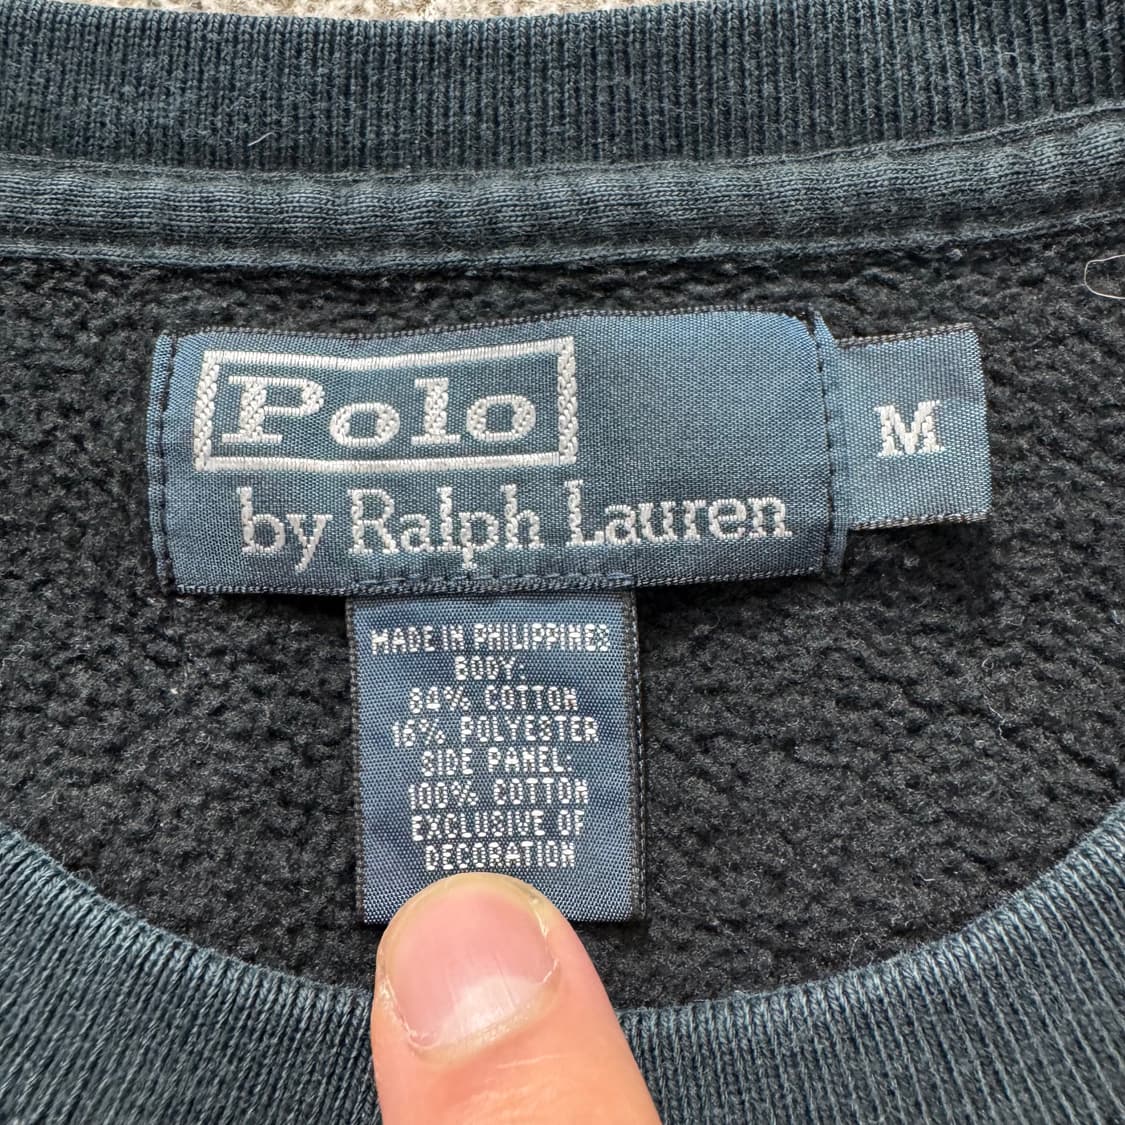 Polo
by Ralph Lauren
M
MADE IN PHILIPPINES
BODY:
84% COTTON
16% POLYESTER
SIDE PANEL:
100% COTTON
EXCLUSIVE OF
DECORATION